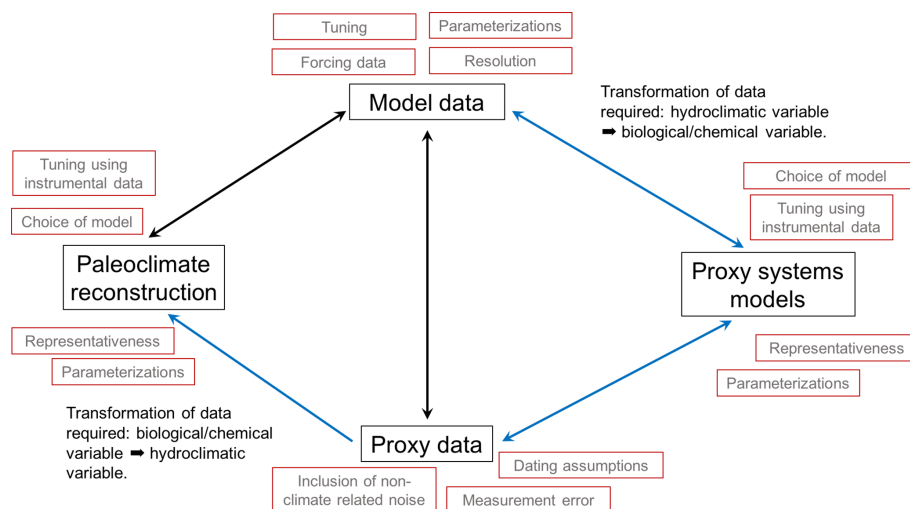 Tuning
Parameterizations
Forcing data
Resolution
Model data
Transformation of data
required: hydroclimatic variable
➡ biological/chemical variable.
Tuning using
instrumental data
Choice of model
Choice of model
Tuning using
instrumental data
Paleoclimate
reconstruction
Proxy systems
models
Representativeness
Parameterizations
Representativeness
Parameterizations
Transformation of data
required: biological/chemical
variable ➡ hydroclimatic
variable.
Proxy data
Dating assumptions
Inclusion of non-
climate related noise
Measurement error